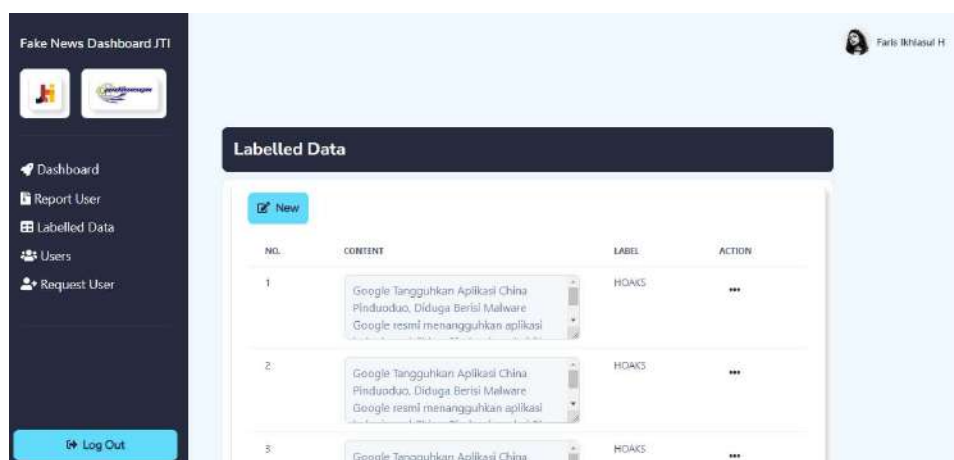 Fake News Dashboard JTI
Faris Ikhlasul H
Dashboard
Report User
Labelled Data
Users
Request User
Log Out
Labelled Data
New
NO. CONTENT LABEL ACTION
1 Google Tangguhkan Aplikasi China HOAKS
Pinduoduo, Diduga Berisi Malware
Google resmi menangguhkan aplikasi
2 Google Tangguhkan Aplikasi China HOAKS
Pinduoduo, Diduga Berisi Malware
Google resmi menangguhkan aplikasi
3 Google Tangguhkan Aplikasi China HOAKS